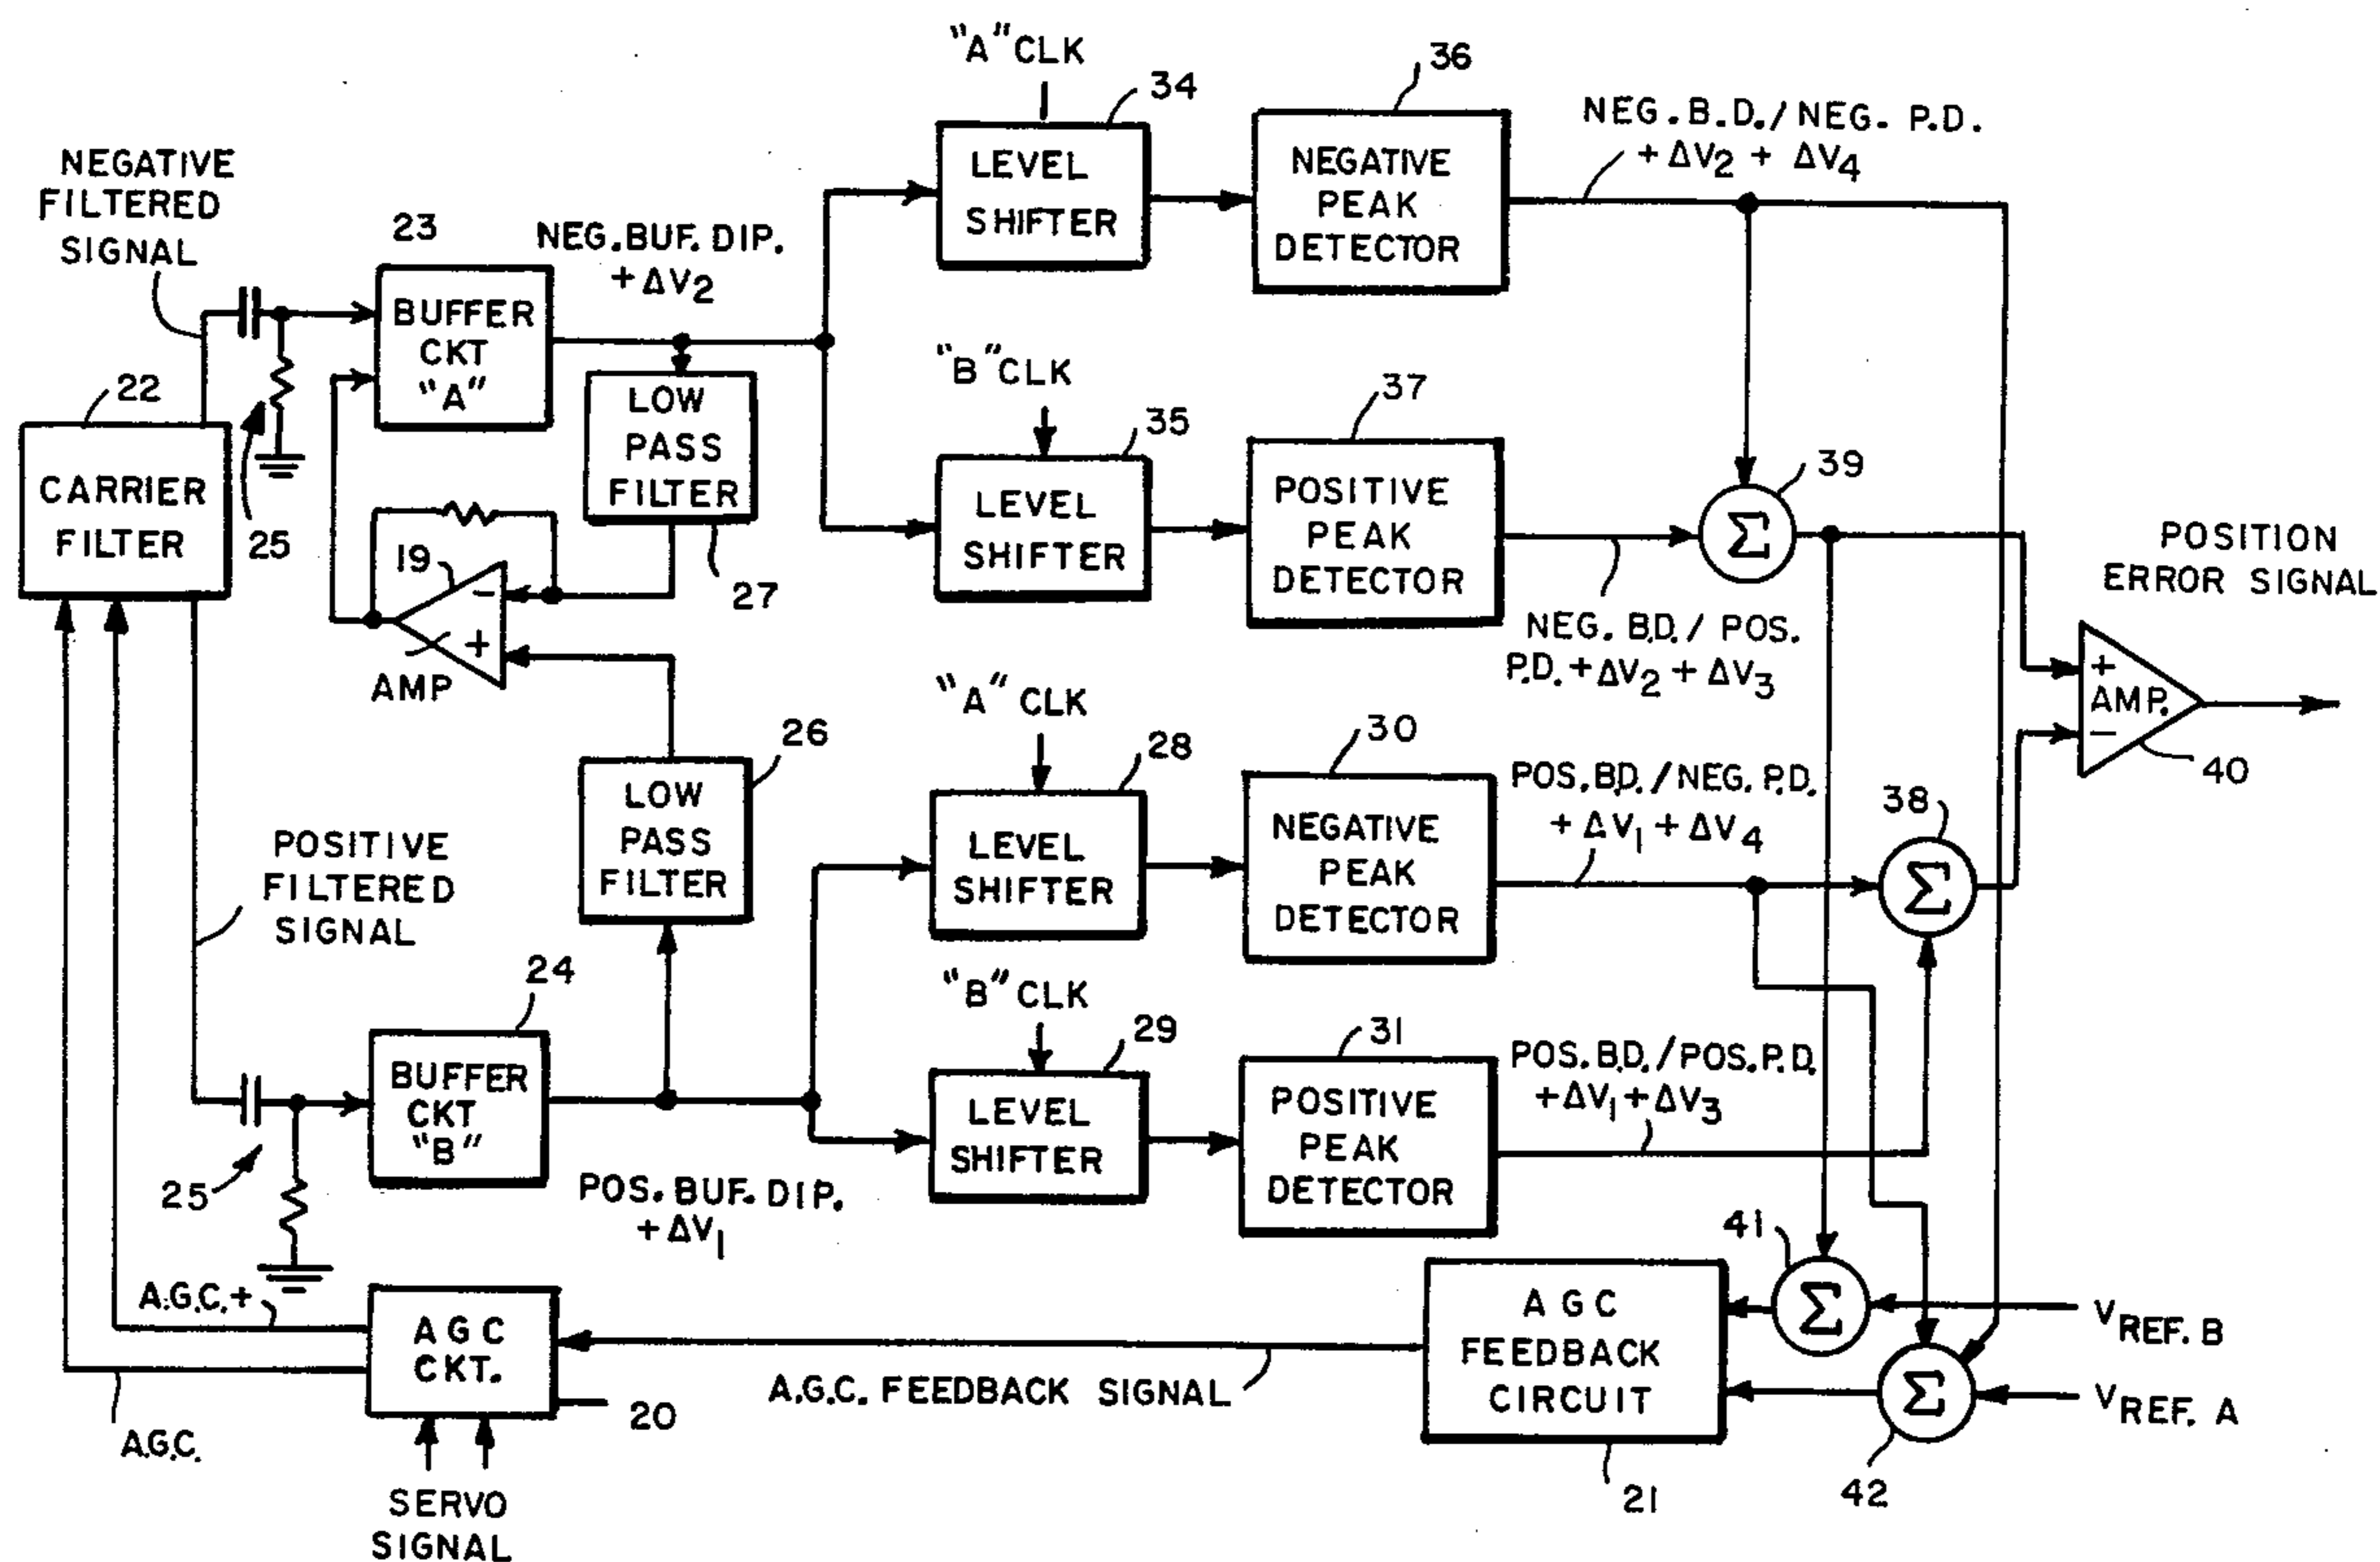 "A" CLK
34
36
NEG. B.D. / NEG. P.D.
+ ΔV2 + ΔV4
NEGATIVE
FILTERED
SIGNAL
LEVEL
SHIFTER
NEGATIVE
PEAK
DETECTOR
23
NEG. BUF. DIP.
+ ΔV2
BUFFER
CKT
"A"
22
CARRIER
FILTER
25
LOW
PASS
FILTER
27
"B" CLK
35
37
LEVEL
SHIFTER
POSITIVE
PEAK
DETECTOR
39
Σ
POSITION
ERROR SIGNAL
19
-
+
AMP
NEG. B.D. / POS.
P.D. + ΔV2 + ΔV3
+
AMP.
-
40
"A" CLK
28
30
26
LOW
PASS
FILTER
LEVEL
SHIFTER
NEGATIVE
PEAK
DETECTOR
POS. B.D. / NEG. P.D.
+ ΔV1 + ΔV4
38
Σ
POSITIVE
FILTERED
SIGNAL
24
BUFFER
CKT
"B"
25
"B" CLK
29
31
LEVEL
SHIFTER
POSITIVE
PEAK
DETECTOR
POS. B.D. / POS. P.D.
+ ΔV1 + ΔV3
POS. BUF. DIP.
+ ΔV1
41
Σ
A.G.C. +
AGC
CKT.
20
A.G.C.
SERVO
SIGNAL
A.G.C. FEEDBACK SIGNAL
AGC
FEEDBACK
CIRCUIT
21
VREF. B
Σ
VREF. A
42